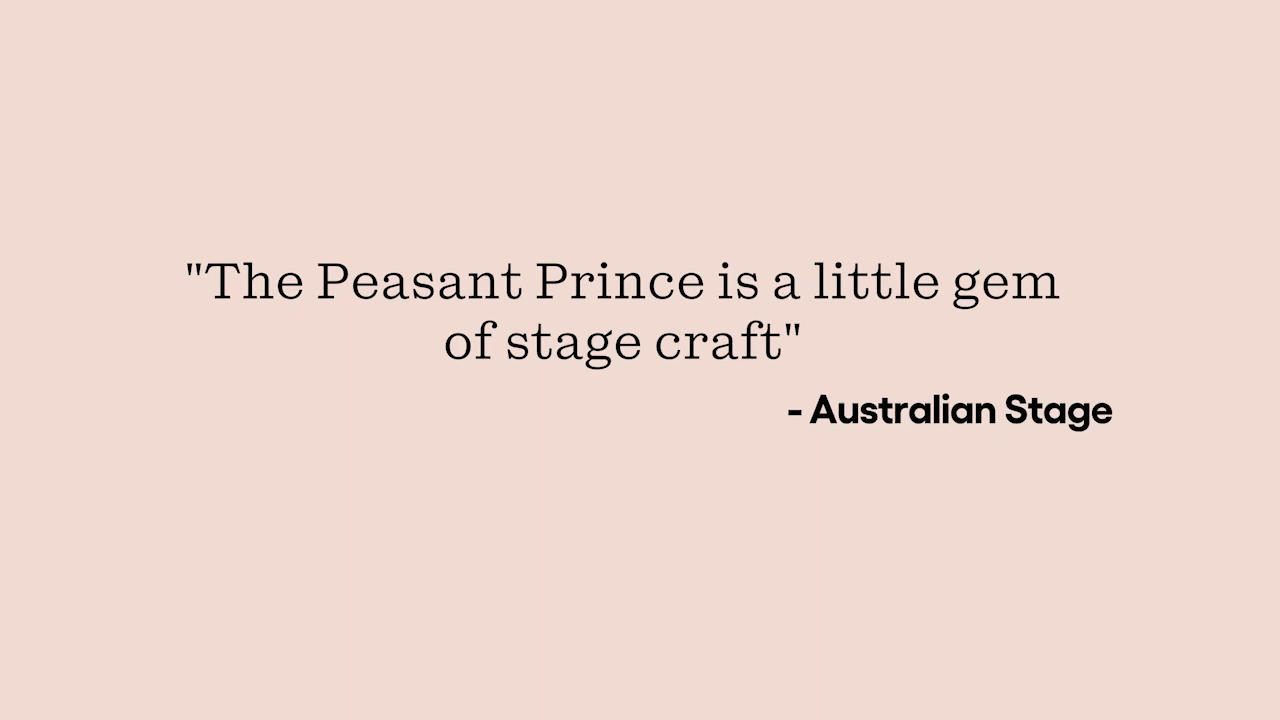 "The Peasant Prince is a little gem
of stage craft"
- Australian Stage